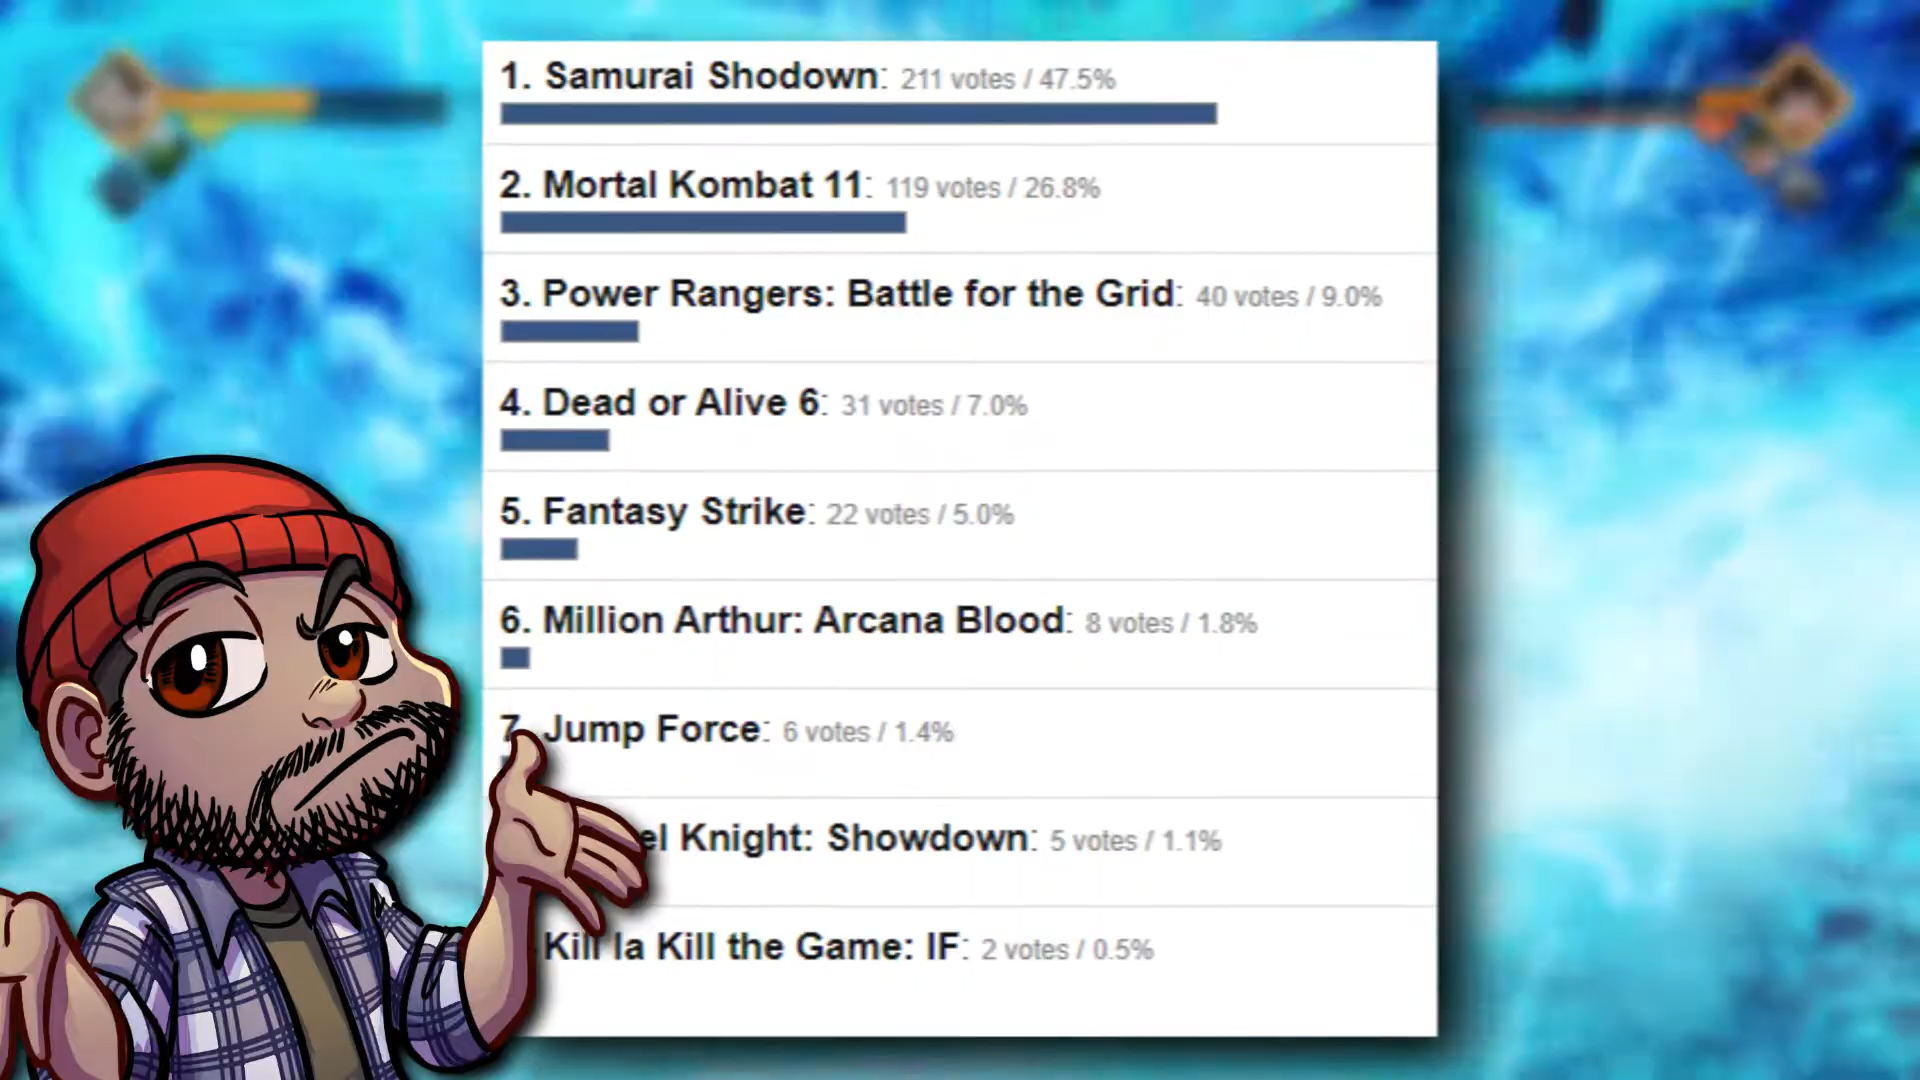 1. Samurai Shodown: 211 votes / 47.5%
2. Mortal Kombat 11: 119 votes / 26.8%
3. Power Rangers: Battle for the Grid: 40 votes / 9.0%
4. Dead or Alive 6: 31 votes / 7.0%
5. Fantasy Strike: 22 votes / 5.0%
6. Million Arthur: Arcana Blood: 8 votes / 1.8%
7. Jump Force: 6 votes / 1.4%
Knight: Showdown: 5 votes / 1.1%
Kill la Kill the Game: IF: 2 votes / 0.5%